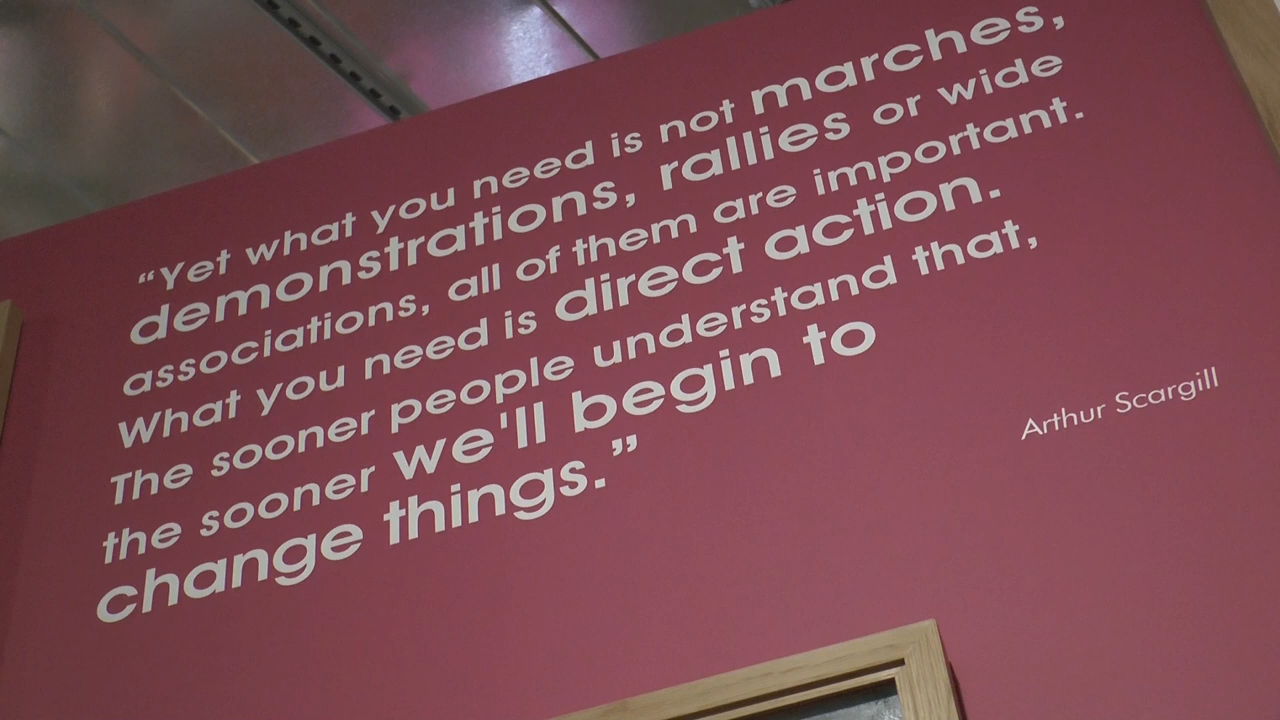 “Yet what you need is not marches,
demonstrations, rallies or wide
associations, all of them are important.
What you need is direct action.
The sooner people understand that,
the sooner we'll begin to
change things.”
Arthur Scargill